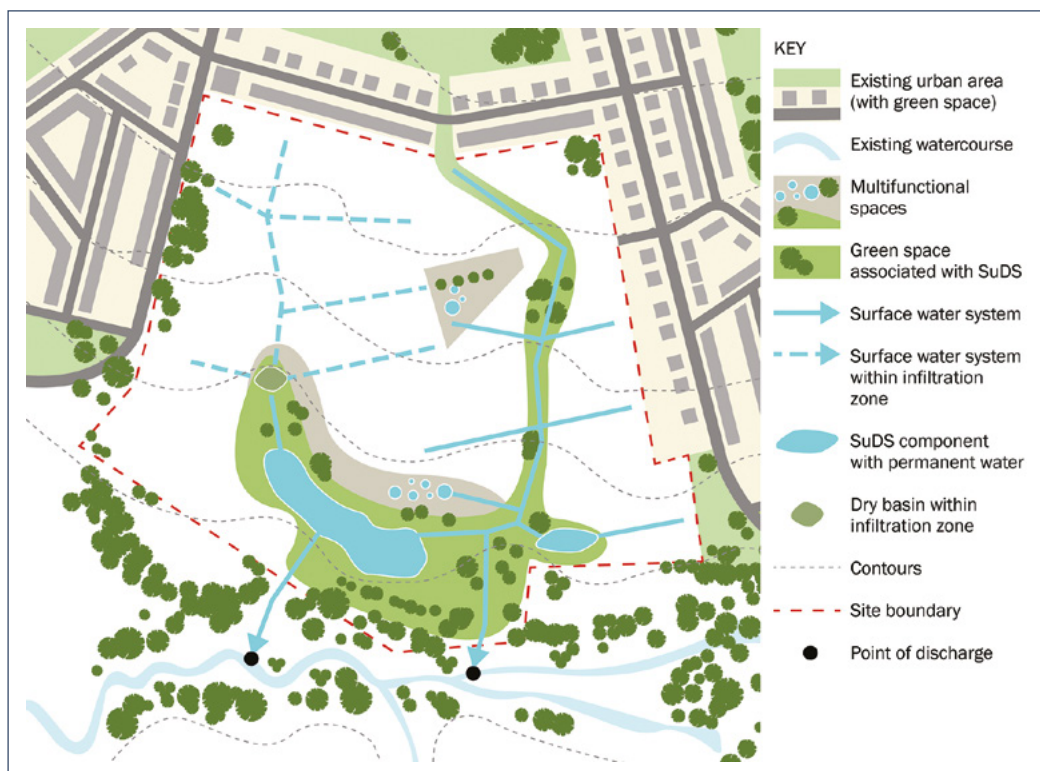 KEY
Existing urban area
(with green space)
Existing watercourse
Multifunctional
spaces
Green space
associated with SuDS
Surface water system
Surface water system
within infiltration
zone
SuDS component
with permanent water
Dry basin within
infiltration zone
Contours
Site boundary
Point of discharge